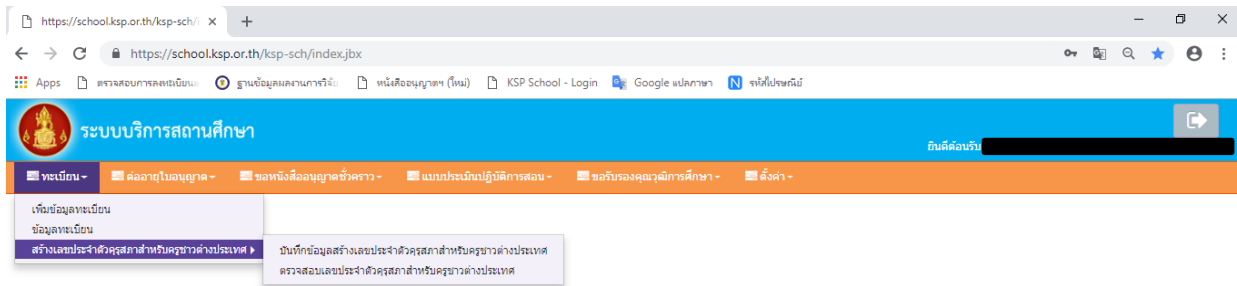 https://school.ksp.or.th/ksp-sch/i
https://school.ksp.or.th/ksp-sch/index.jbx
Apps ตรวจสอบการลงทะเบียน ฐานข้อมูลผลงานการวิจัย หนังสืออนุญาตฯ (ใหม่) KSP School - Login Google แปลภาษา รหัสไปรษณีย์
ระบบบริการสถานศึกษา
ยินดีต้อนรับ
ทะเบียน ต่ออายุใบอนุญาต ขอหนังสืออนุญาตชั่วคราว แบบประเมินปฏิบัติการสอน ขอรับรองคุณวุฒิการศึกษา ตั้งค่า
เพิ่มข้อมูลทะเบียน
ข้อมูลทะเบียน
สร้างเลขประจำตัวคุรุสภาสำหรับครูชาวต่างประเทศ บันทึกข้อมูลสร้างเลขประจำตัวคุรุสภาสำหรับครูชาวต่างประเทศ
ตรวจสอบเลขประจำตัวคุรุสภาสำหรับครูชาวต่างประเทศ